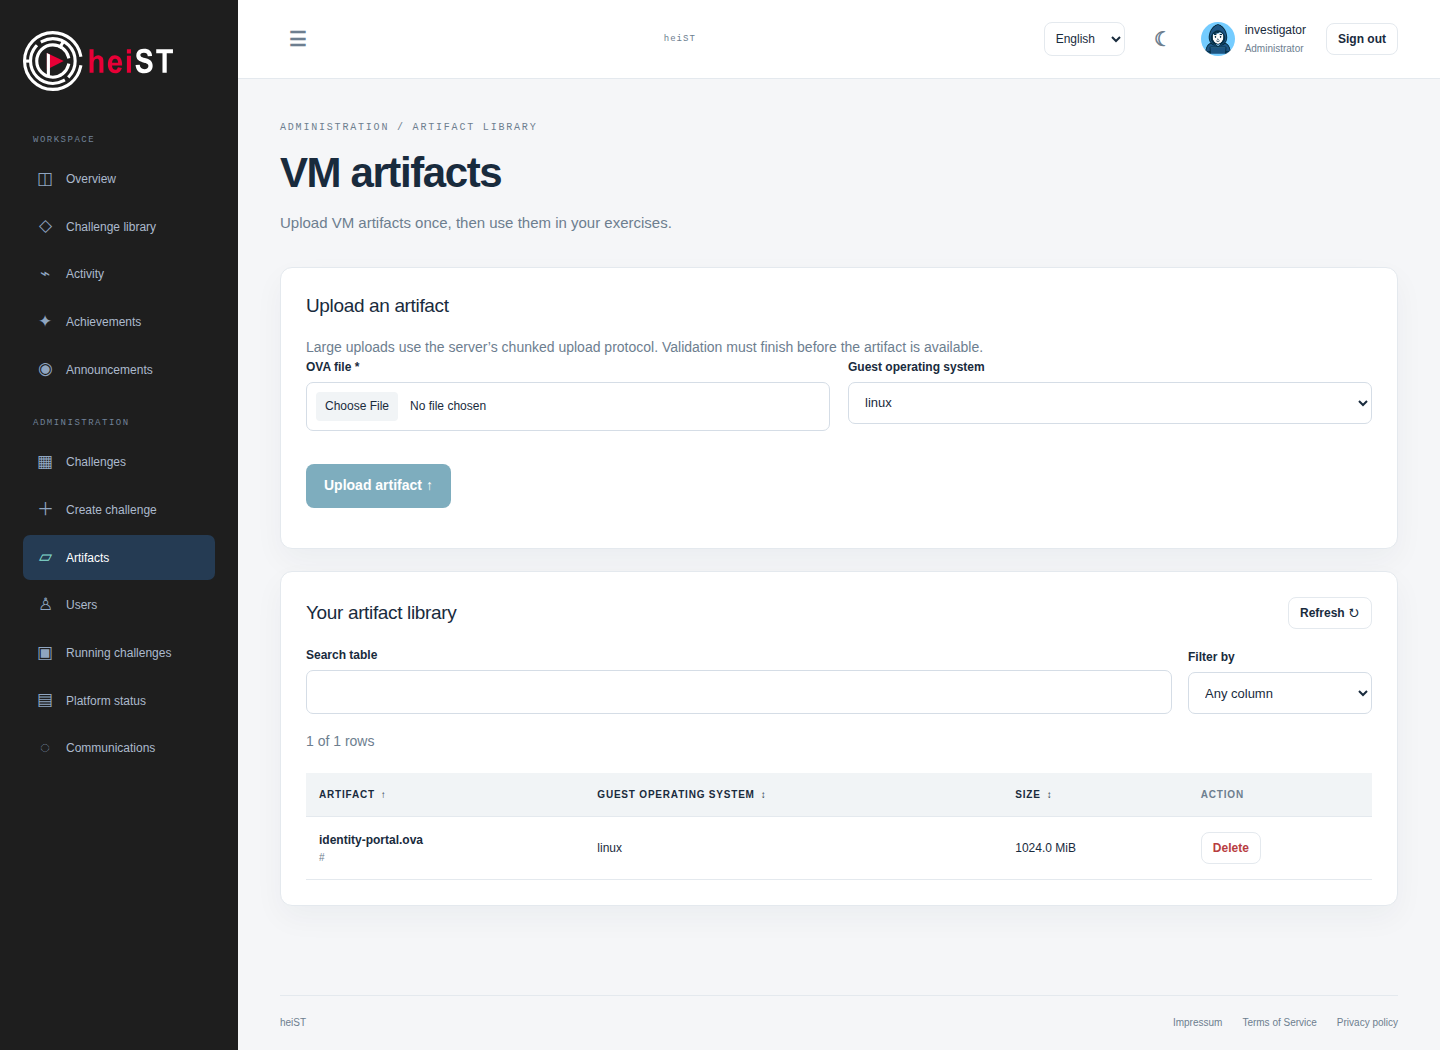 heiST
WORKSPACE
Overview
Challenge library
Activity
Achievements
Announcements
ADMINISTRATION
Challenges
Create challenge
Artifacts
Users
Running challenges
Platform status
Communications
heiST
English
investigator
Administrator
Sign out
ADMINISTRATION / ARTIFACT LIBRARY
VM artifacts
Upload VM artifacts once, then use them in your exercises.
Upload an artifact
Large uploads use the server’s chunked upload protocol. Validation must finish before the artifact is available.
OVA file *
Guest operating system
Choose File No file chosen
linux
Upload artifact ↑
Your artifact library
Refresh ↻
Search table
Filter by
Any column
1 of 1 rows
ARTIFACT ↑ GUEST OPERATING SYSTEM ↕ SIZE ↕ ACTION
identity-portal.ova
#
linux
1024.0 MiB
Delete
heiST
Impressum Terms of Service Privacy policy